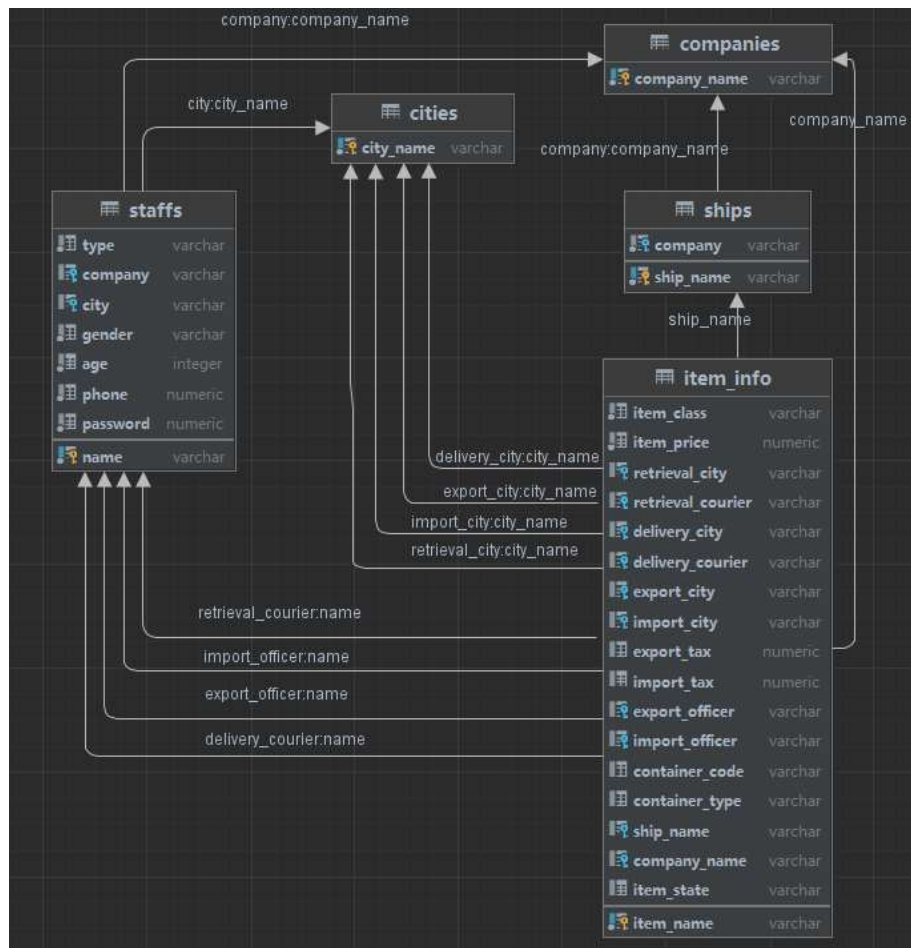 company:company_name
companies
company_name varchar
city:city_name
cities
city_name varchar
company_name
company:company_name
staffs
type varchar
company varchar
city varchar
gender varchar
age integer
phone numeric
password numeric
name varchar
ships
company varchar
ship_name varchar
ship_name
item_info
item_class varchar
item_price numeric
retrieval_city varchar
retrieval_courier varchar
delivery_city varchar
delivery_courier varchar
export_city varchar
import_city varchar
export_tax numeric
import_tax numeric
export_officer varchar
import_officer varchar
container_code varchar
container_type varchar
ship_name varchar
company_name varchar
item_state varchar
item_name varchar
delivery_city:city_name
export_city:city_name
import_city:city_name
retrieval_city:city_name
retrieval_courier:name
import_officer:name
export_officer:name
delivery_courier:name